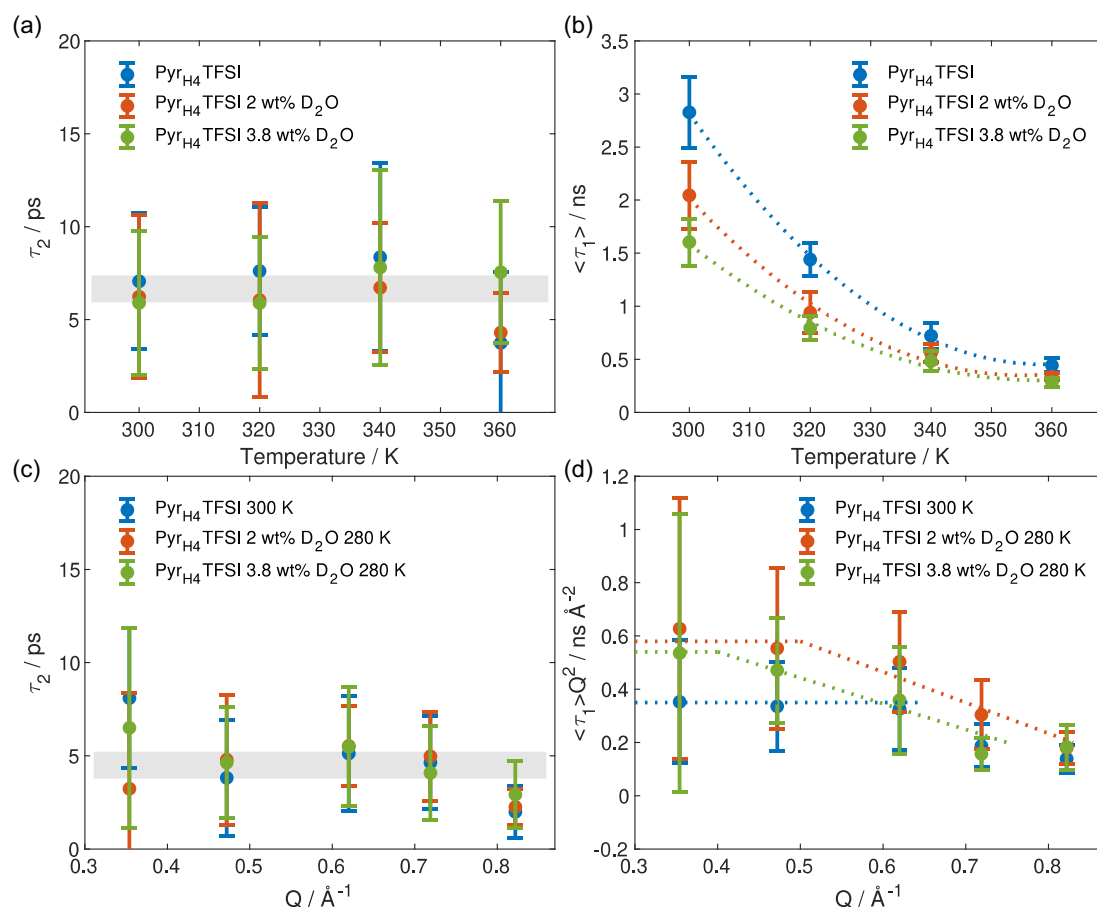 (a)
20
15
10
5
0
τ2 / ps
PyrH4TFSI
PyrH4TFSI 2 wt% D2O
PyrH4TFSI 3.8 wt% D2O
300 310 320 330 340 350 360
Temperature / K
(b)
3.5
3
2.5
2
1.5
1
0.5
0
<τ1> / ns
PyrH4TFSI
PyrH4TFSI 2 wt% D2O
PyrH4TFSI 3.8 wt% D2O
300 310 320 330 340 350 360
Temperature / K
(c)
20
15
10
5
0
τ2 / ps
PyrH4TFSI 300 K
PyrH4TFSI 2 wt% D2O 280 K
PyrH4TFSI 3.8 wt% D2O 280 K
0.3 0.4 0.5 0.6 0.7 0.8
Q / Å-1
(d)
1.2
1
0.8
0.6
0.4
0.2
0
-0.2
<τ1>Q2 / ns Å-2
PyrH4TFSI 300 K
PyrH4TFSI 2 wt% D2O 280 K
PyrH4TFSI 3.8 wt% D2O 280 K
0.3 0.4 0.5 0.6 0.7 0.8
Q / Å-1